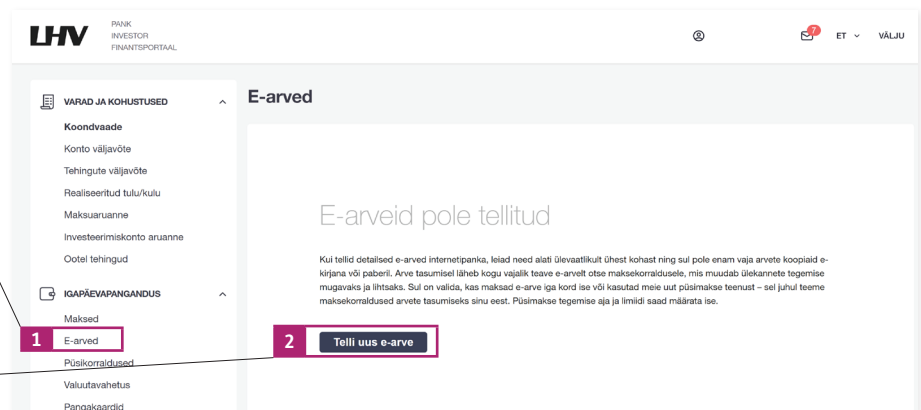 LHV
PANK
INVESTOR
FINANTSPORTAAL
7
ET
VÄLJU
VARAD JA KOHUSTUSED
Koondvaade
Konto väljavõte
Tehingute väljavõte
Realiseeritud tulu/kulu
Maksuaruanne
Investeerimiskonto aruanne
Ootel tehingud
IGAPÄEVAPANGANDUS
Maksed
1
E-arved
Püsikorraldused
Valuutavahetus
Pangakaardid
E-arved
E-arveid pole tellitud
Kui tellid detailsed e-arved internetipanka, leiad need alati ülevaatlikult ühest kohast ning sul pole enam vaja arvete koopiaid e-
kirjana või paberil. Arve tasumisel läheb kogu vajalik teave e-arvelt otse maksekorraldusele, mis muudab ülekannete tegemise
mugavaks ja lihtsaks. Sul on valida, kas maksad e-arve iga kord ise või kasutad meie uut püsimakse teenust – sel juhul teeme
maksekorraldused arvete tasumiseks sinu eest. Püsimakse tegemise aja ja limiidi saad määrata ise.
2
Telli uus e-arve